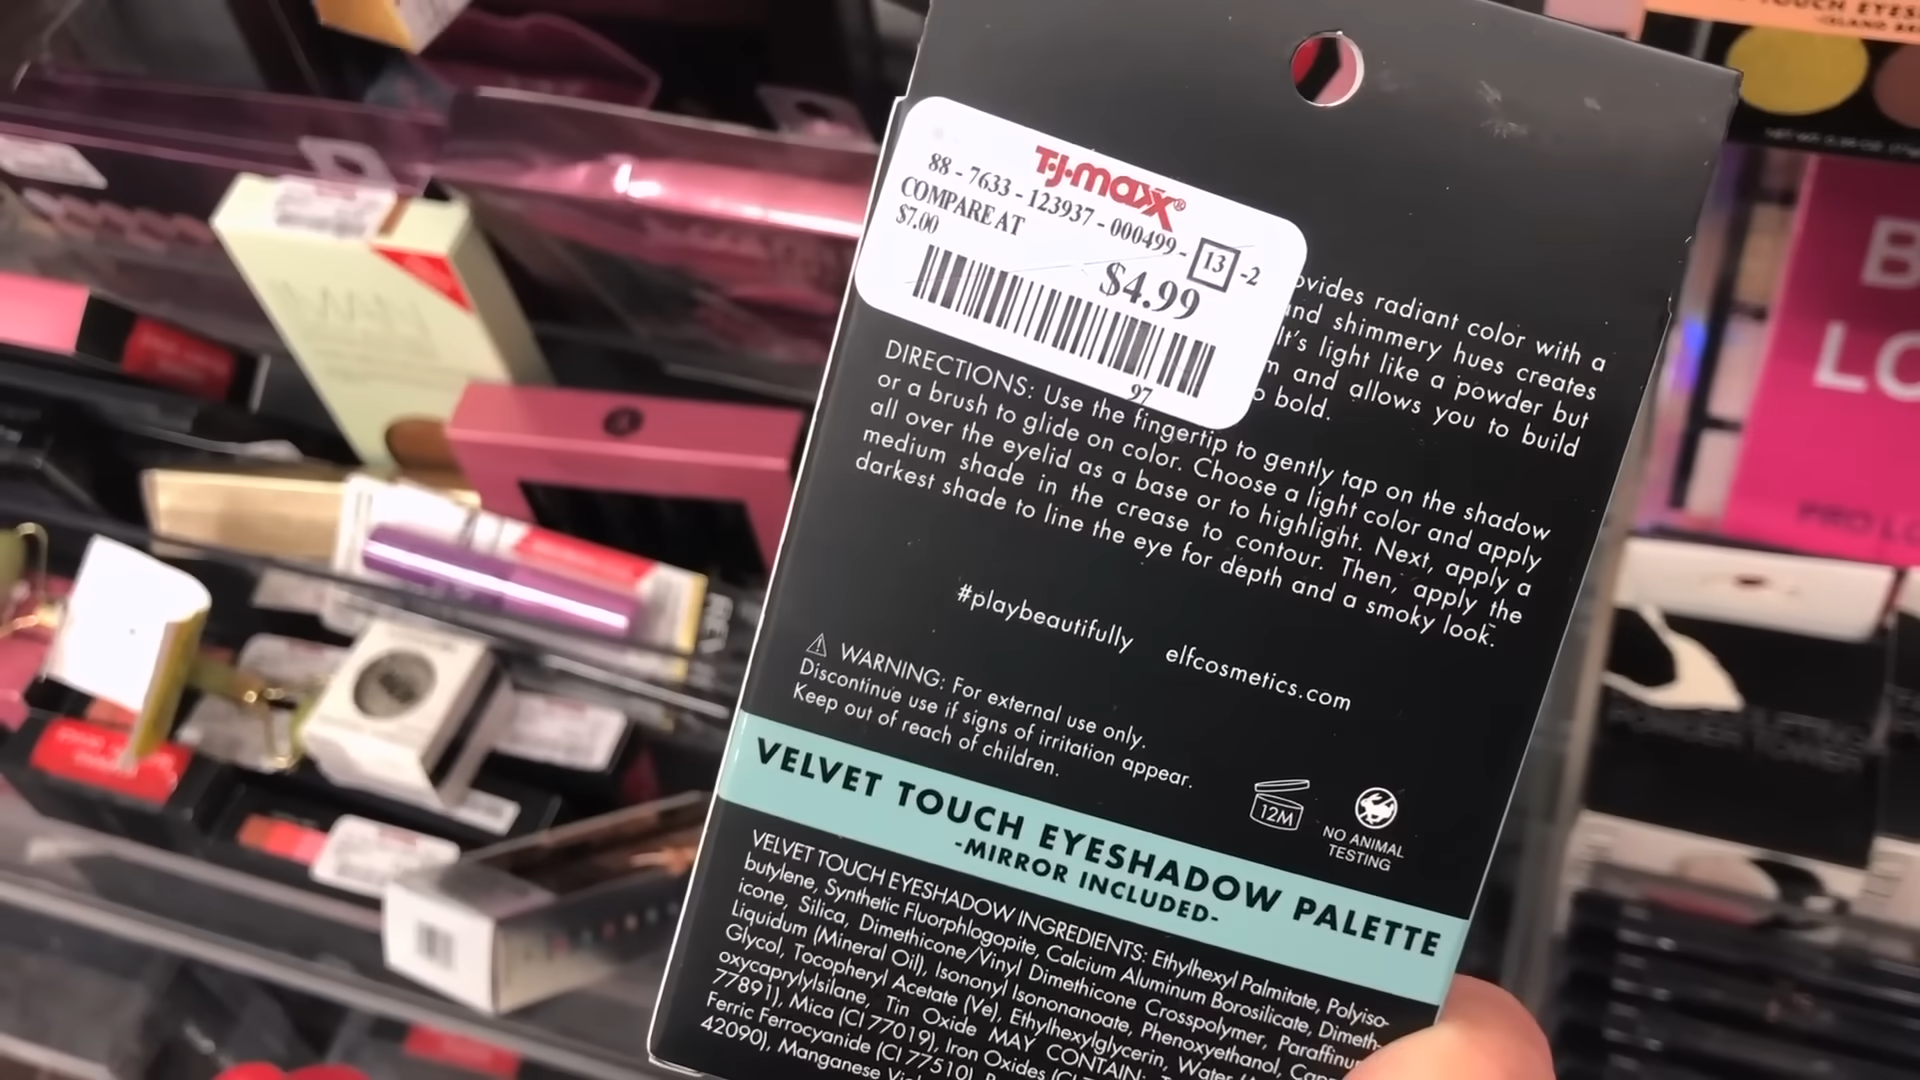 T.J.maxx®
88 - 7633 - 123937 - 000499 - 13 - 2
COMPARE AT
$7.00
$4.99
97
ovides radiant color with a
and shimmery hues creates
It's light like a powder but
and allows you to build
bold.
DIRECTIONS: Use the fingertip to gently tap on the shadow
or a brush to glide on color. Choose a light color and apply
all over the eyelid as a base or to highlight. Next, apply a
medium shade in the crease to contour. Then, apply the
darkest shade to line the eye for depth and a smoky look.
#playbeautifully elfcosmetics.com
⚠ WARNING: For external use only.
Discontinue use if signs of irritation appear.
Keep out of reach of children.
12M
NO ANIMAL
TESTING
VELVET TOUCH EYESHADOW PALETTE
-MIRROR INCLUDED-
VELVET TOUCH EYESHADOW INGREDIENTS: Ethylhexyl Palmitate, Polyiso-
butylene, Synthetic Fluorphlogopite, Calcium Aluminum Borosilicate, Dimeth-
icone, Silica, Dimethicone/Vinyl Dimethicone Crosspolymer, Paraffinum
Liquidum (Mineral Oil), Isononyl Isononanoate, Phenoxyethanol,
Glycol, Tocopheryl Acetate (Ve), Ethylhexylglycerin, Water
oxycaprylylsilane, Tin Oxide MAY CONTAIN:
77891), Mica (CI 77019), Iron Oxides
Ferric Ferrocyanide (CI 77510),
42090), Manganese
TOUCH EYES
B
LO
PRO LO
POWDER TONER